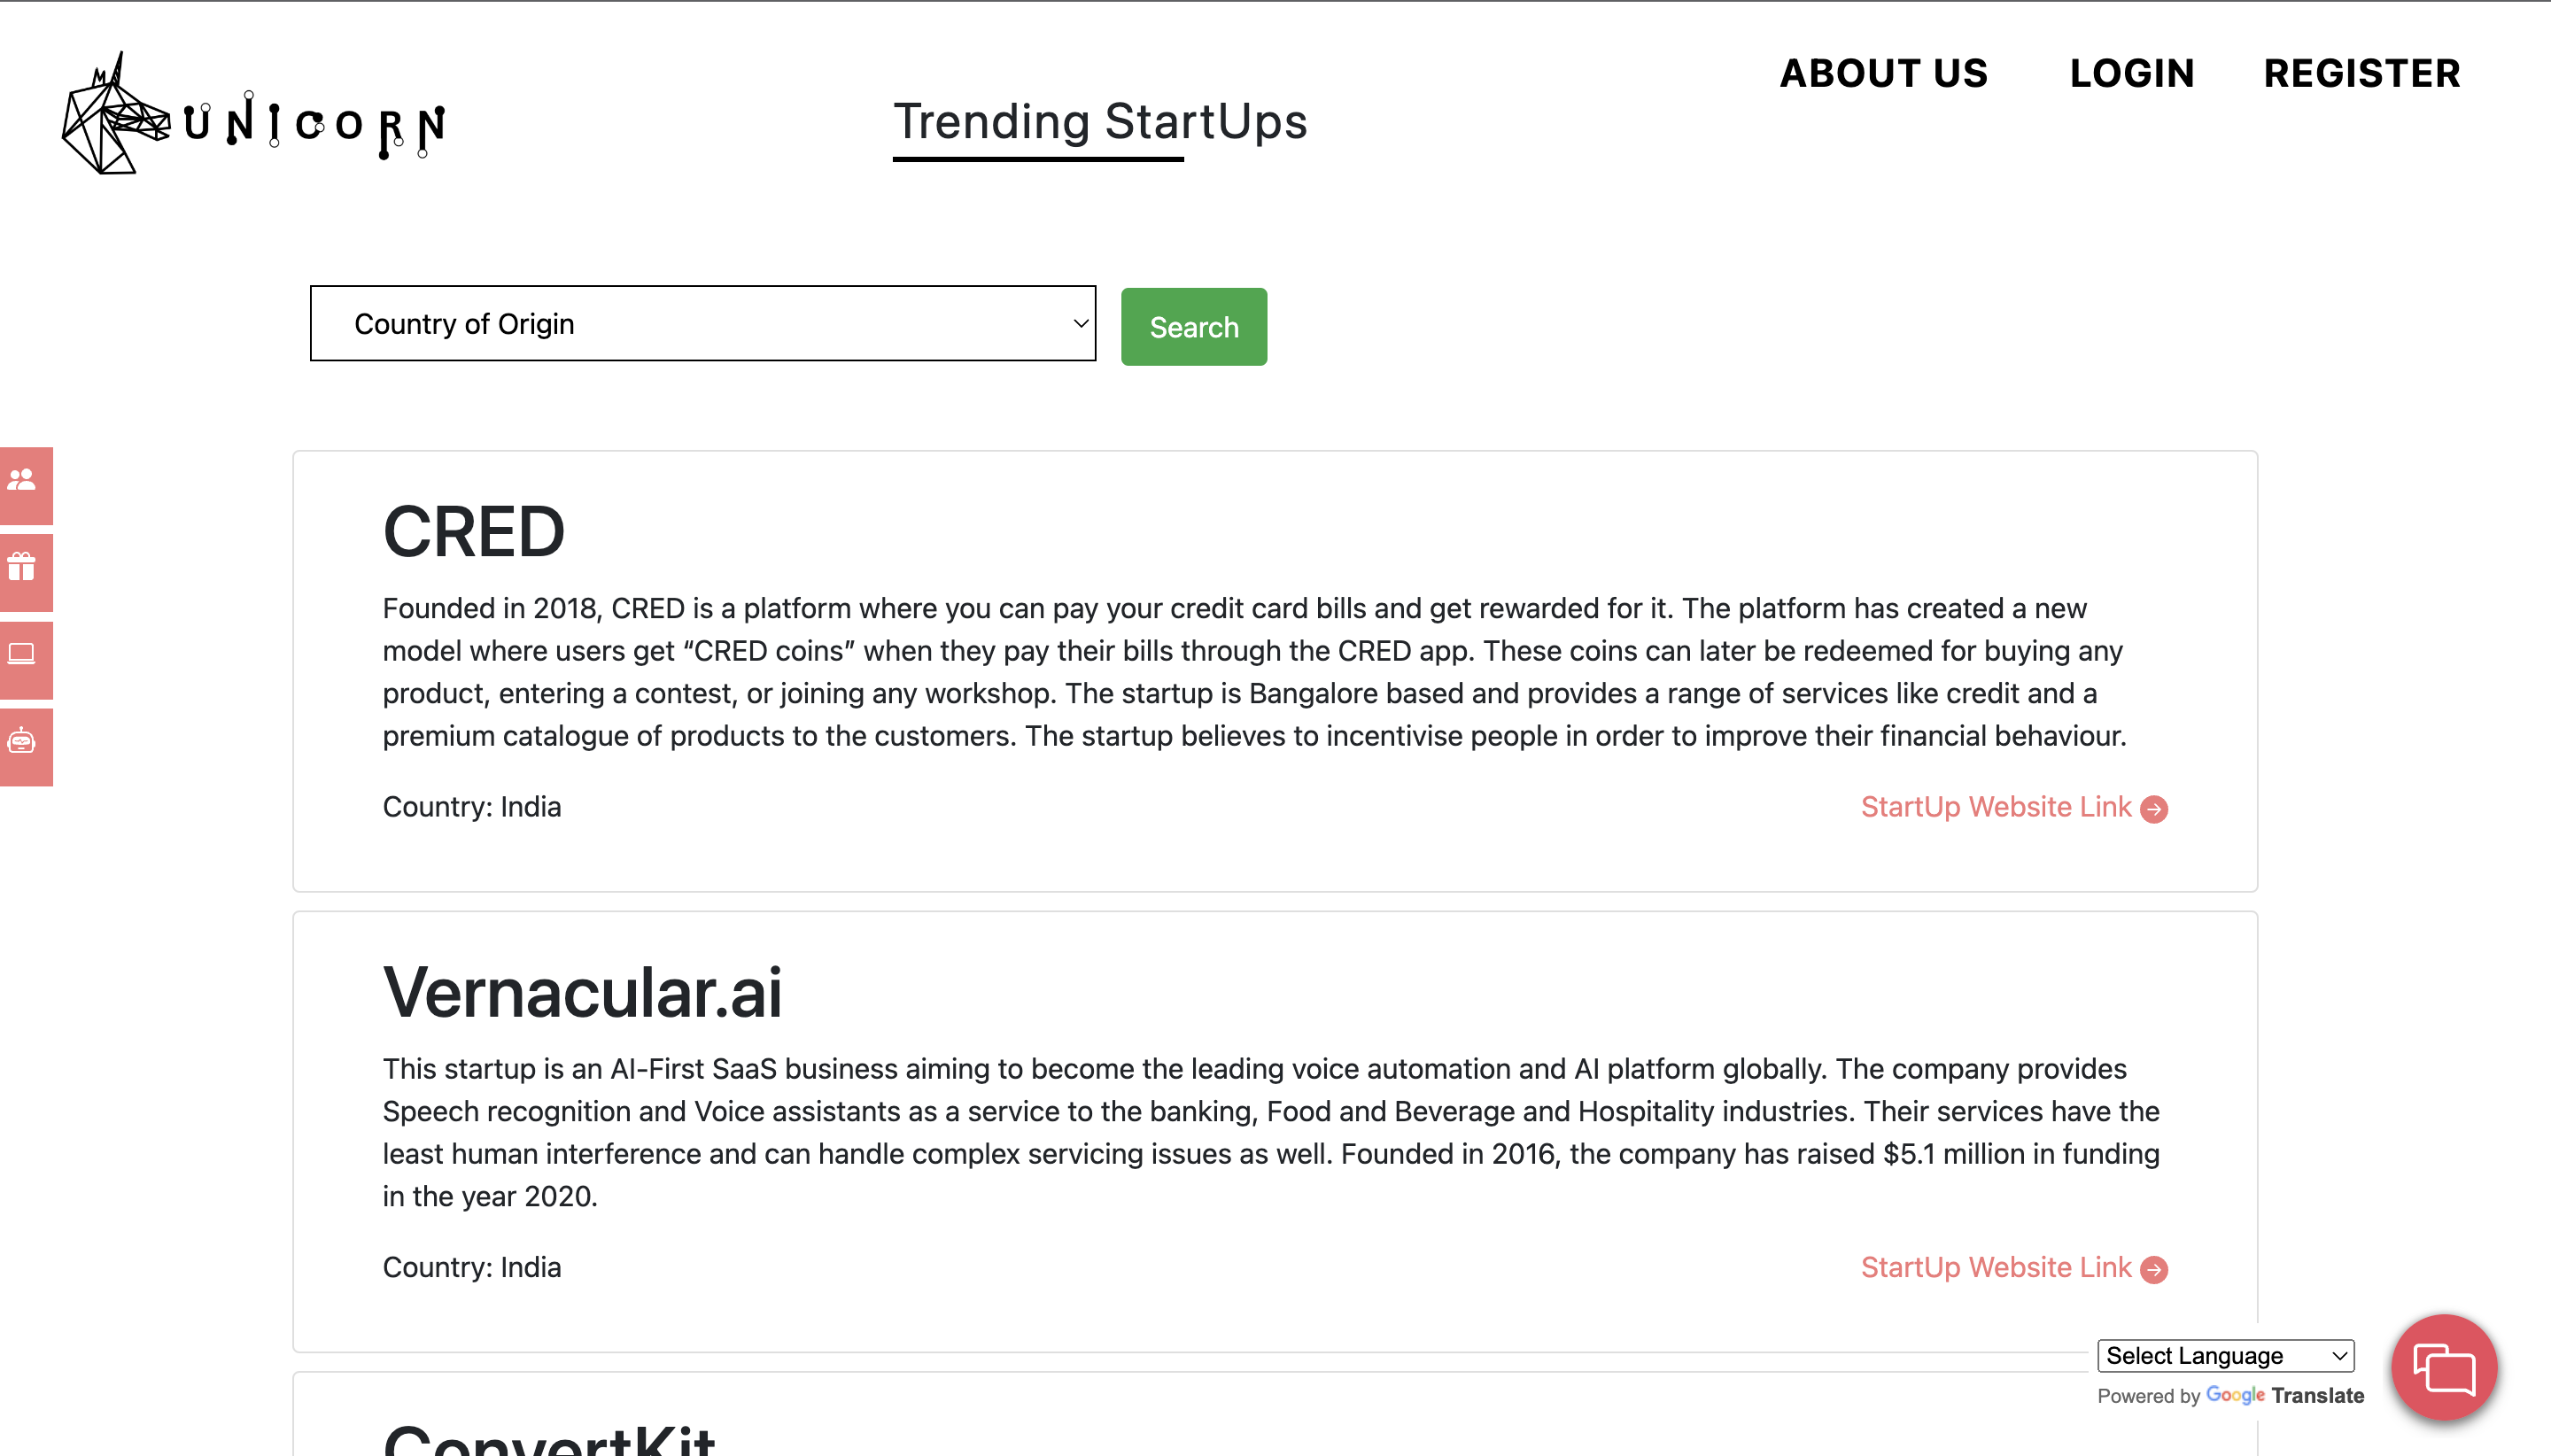 UNICORN
Trending StartUps
ABOUT US LOGIN REGISTER
Country of Origin
Search
CRED
Founded in 2018, CRED is a platform where you can pay your credit card bills and get rewarded for it. The platform has created a new
model where users get “CRED coins” when they pay their bills through the CRED app. These coins can later be redeemed for buying any
product, entering a contest, or joining any workshop. The startup is Bangalore based and provides a range of services like credit and a
premium catalogue of products to the customers. The startup believes to incentivise people in order to improve their financial behaviour.
Country: India
StartUp Website Link
Vernacular.ai
This startup is an AI-First SaaS business aiming to become the leading voice automation and AI platform globally. The company provides
Speech recognition and Voice assistants as a service to the banking, Food and Beverage and Hospitality industries. Their services have the
least human interference and can handle complex servicing issues as well. Founded in 2016, the company has raised $5.1 million in funding
in the year 2020.
Country: India
StartUp Website Link
ConvertKit
Select Language
Powered by Google Translate